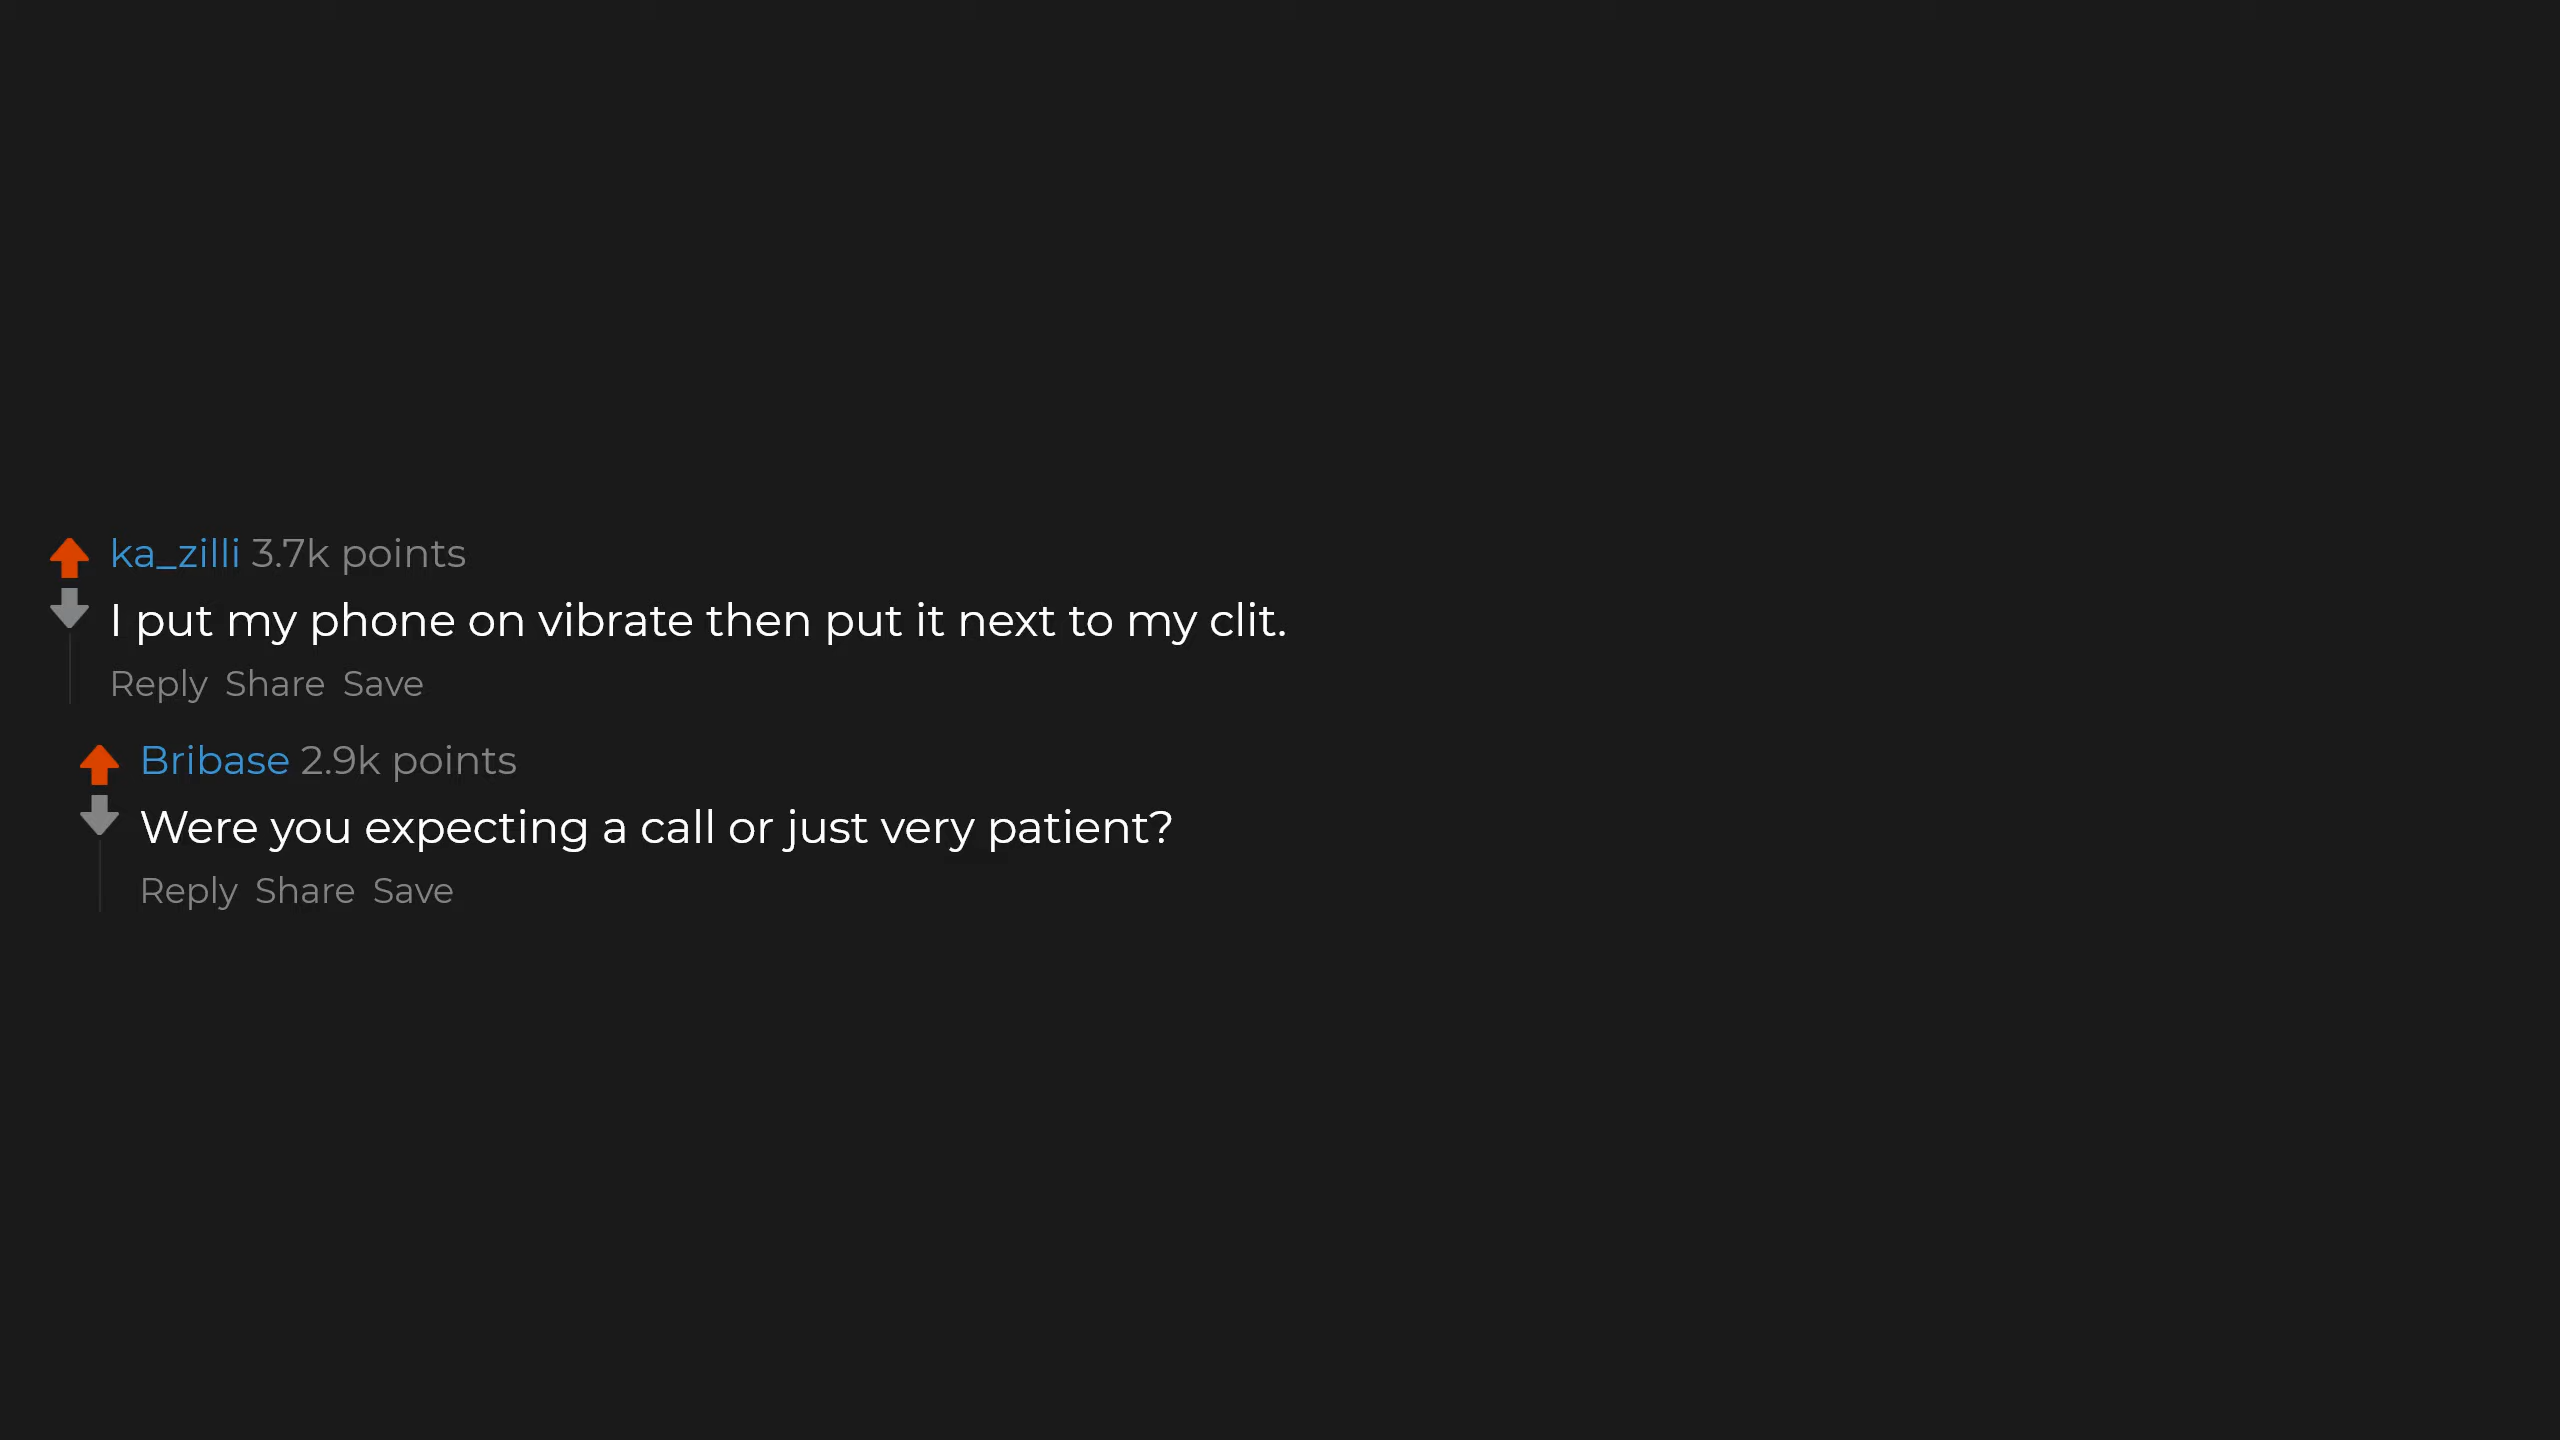 ka_zilli 3.7k points
I put my phone on vibrate then put it next to my clit.
Reply Share Save
Bribase 2.9k points
Were you expecting a call or just very patient?
Reply Share Save